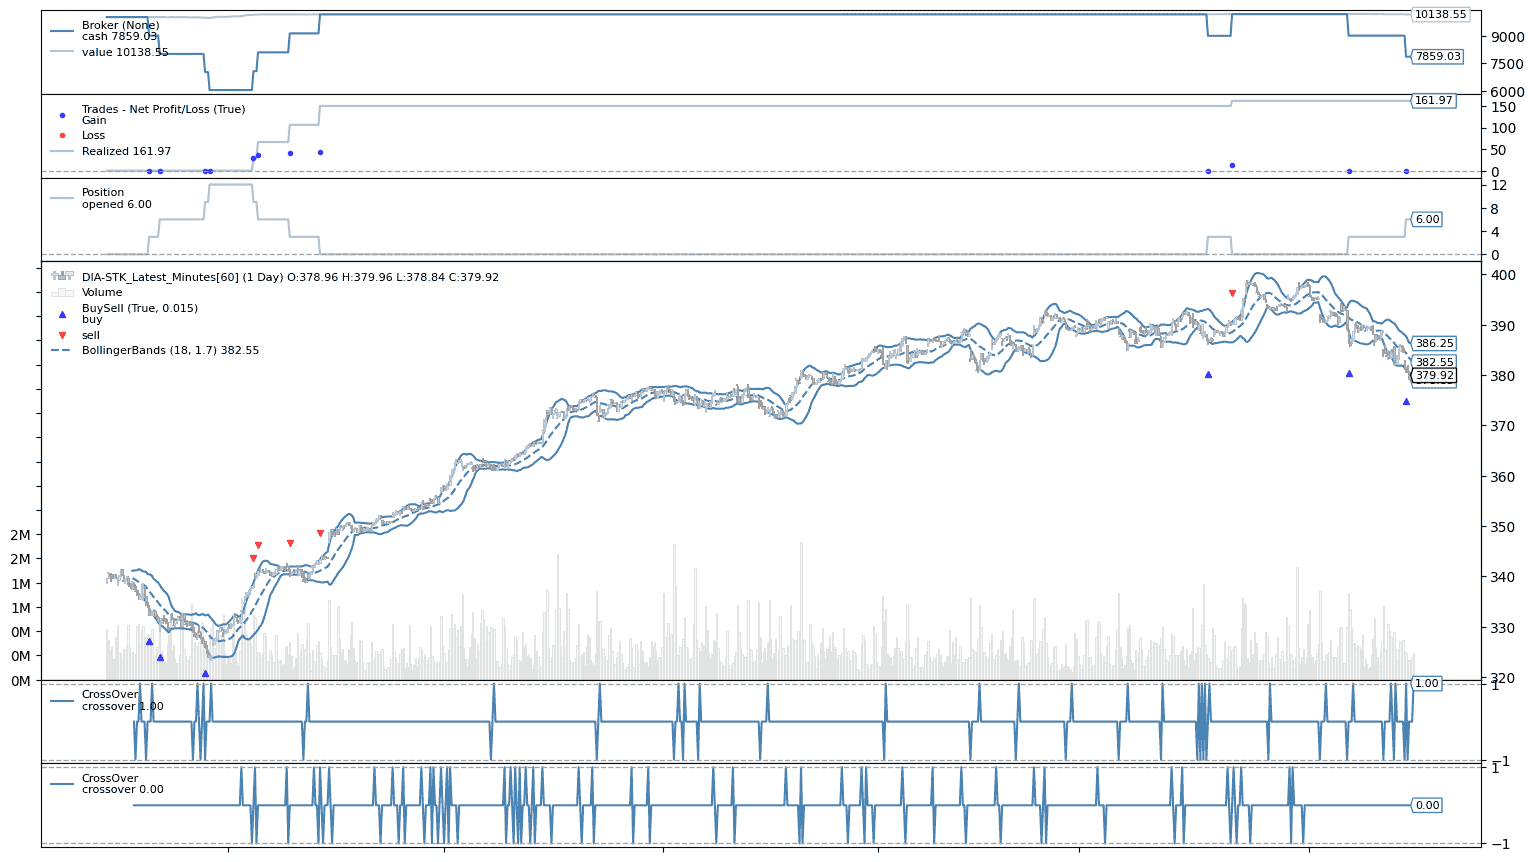 Broker (None)
cash 7859.03
value 10138.55
10138.55
9000
7859.03
7500
6000
Trades - Net Profit/Loss (True)
Gain
Loss
Realized 161.97
161.97
150
100
50
0
Position
opened 6.00
12
8
6.00
4
0
DIA-STK_Latest_Minutes[60] (1 Day) O:378.96 H:379.96 L:378.84 C:379.92
Volume
BuySell (True, 0.015)
buy
sell
BollingerBands (18, 1.7) 382.55
400
390
386.25
382.55
379.92
380
370
360
350
340
330
320
2M
2M
1M
1M
0M
0M
0M
CrossOver
crossover 1.00
1.00
1
−1
CrossOver
crossover 0.00
1
0.00
−1